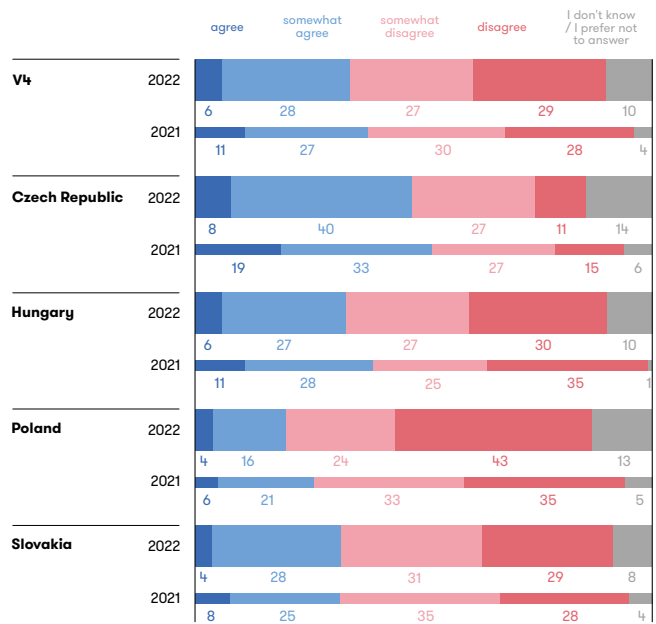 agree
somewhat
agree
somewhat
disagree
disagree
I don't know
/ I prefer not
to answer
V4 2022
6 28 27 29 10
2021
11 27 30 28 4
Czech Republic 2022
8 40 27 11 14
2021
19 33 27 15 6
Hungary 2022
6 27 27 30 10
2021
11 28 25 35 1
Poland 2022
4 16 24 43 13
2021
6 21 33 35 5
Slovakia 2022
4 28 31 29 8
2021
8 25 35 28 4